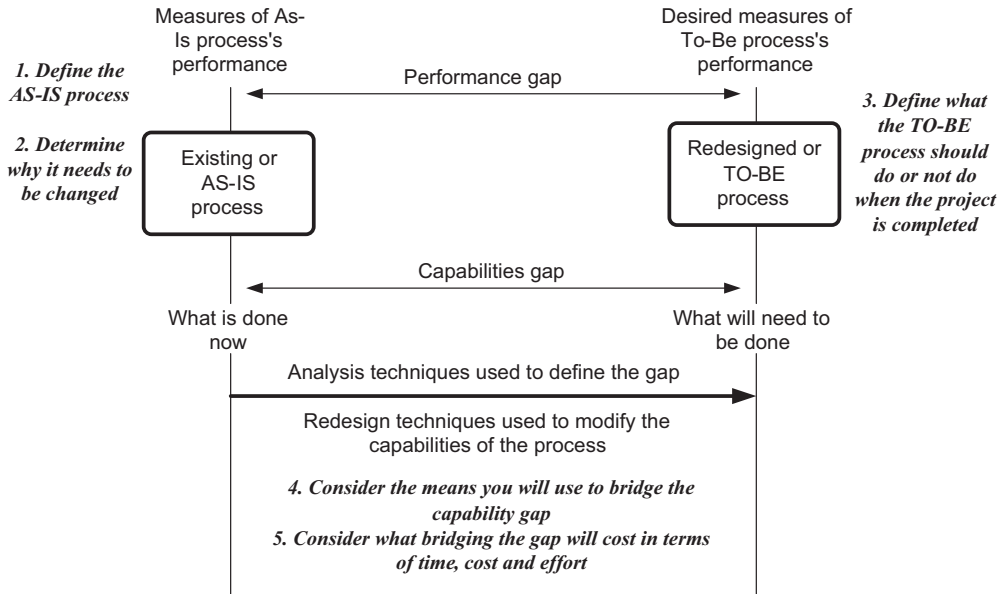 Measures of As-
Is process's
performance
Desired measures of
To-Be process's
performance
1. Define the
AS-IS process
Performance gap
2. Determine
why it needs to
be changed
Existing or
AS-IS
process
Redesigned or
TO-BE
process
3. Define what
the TO-BE
process should
do or not do
when the project
is completed
Capabilities gap
What is done
now
What will need to
be done
Analysis techniques used to define the gap
Redesign techniques used to modify the
capabilities of the process
4. Consider the means you will use to bridge the
capability gap
5. Consider what bridging the gap will cost in terms
of time, cost and effort